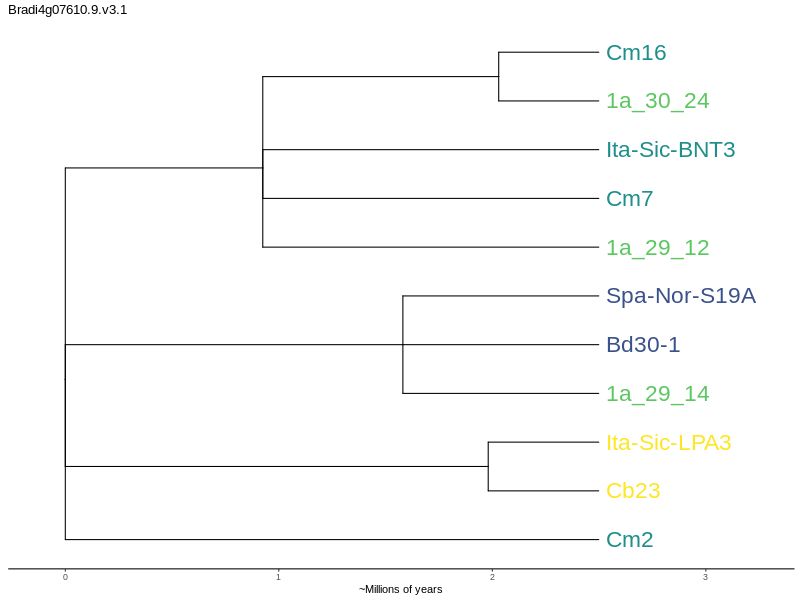 Bradi4g07610.9.v3.1
Cm16
1a_30_24
Ita-Sic-BNT3
Cm7
1a_29_12
Spa-Nor-S19A
Bd30-1
1a_29_14
Ita-Sic-LPA3
Cb23
Cm2
0 1 2 3
~Millions of years